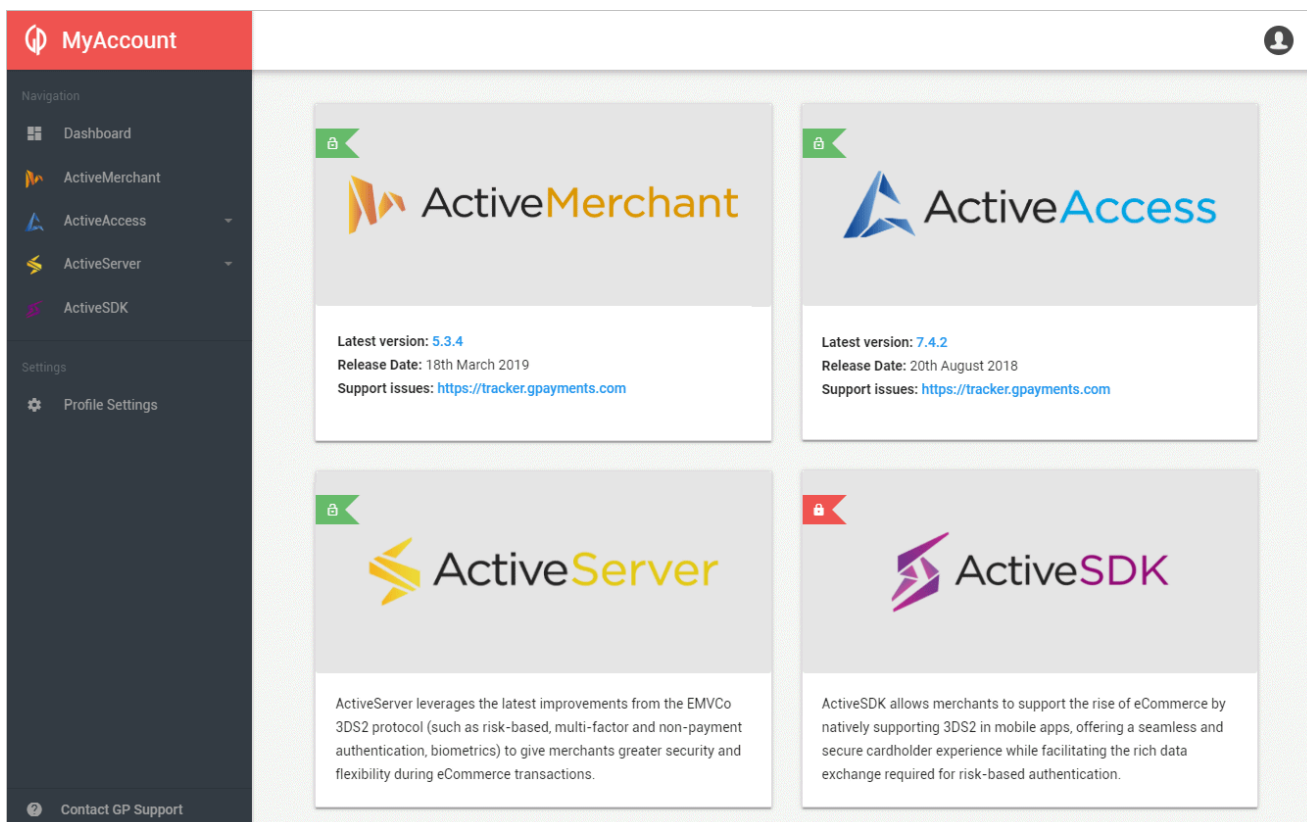 MyAccount
Navigation
Dashboard
ActiveMerchant
ActiveAccess
ActiveServer
ActiveSDK
Settings
Profile Settings
Contact GP Support
ActiveMerchant
Latest version: 5.3.4
Release Date: 18th March 2019
Support issues: https://tracker.gpayments.com
ActiveAccess
Latest version: 7.4.2
Release Date: 20th August 2018
Support issues: https://tracker.gpayments.com
ActiveServer
ActiveServer leverages the latest improvements from the EMVCo
3DS2 protocol (such as risk-based, multi-factor and non-payment
authentication, biometrics) to give merchants greater security and
flexibility during eCommerce transactions.
ActiveSDK
ActiveSDK allows merchants to support the rise of eCommerce by
natively supporting 3DS2 in mobile apps, offering a seamless and
secure cardholder experience while facilitating the rich data
exchange required for risk-based authentication.